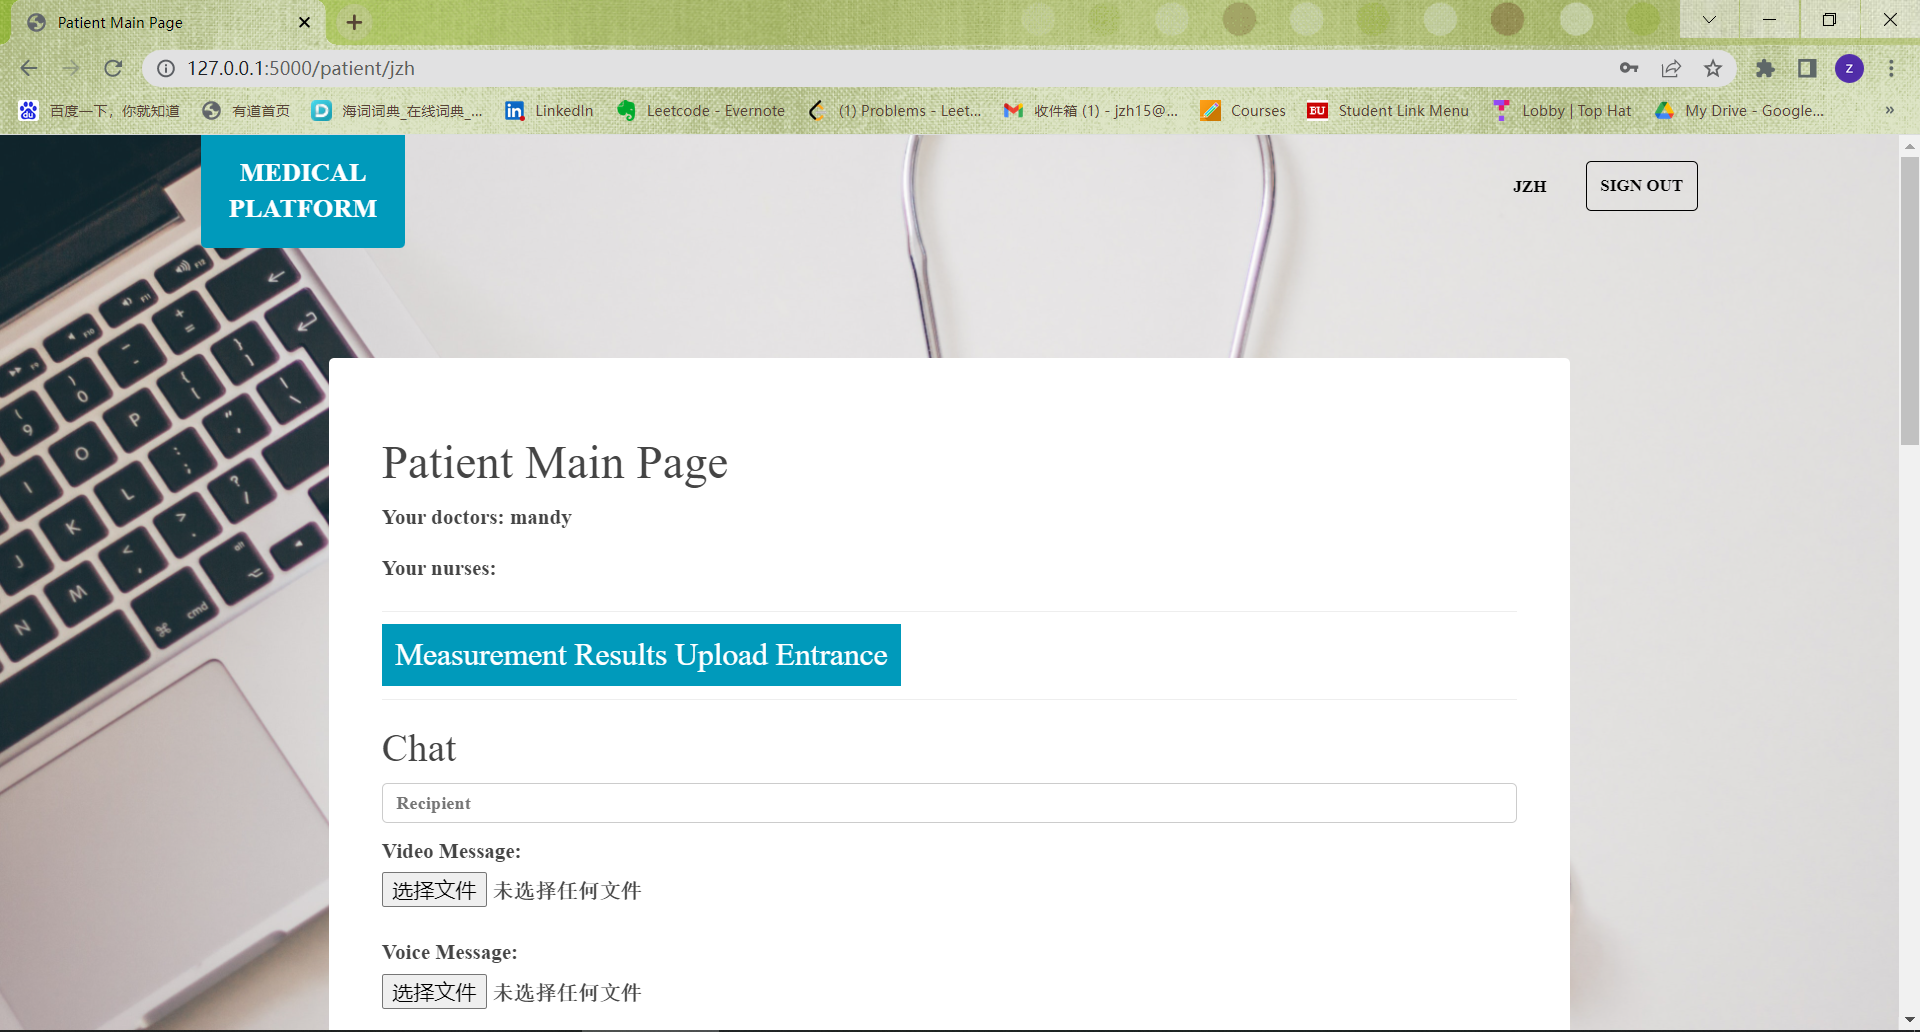 Patient Main Page
127.0.0.1:5000/patient/jzh
z
百度一下，你就知道
有道首页
海词词典_在线词典_...
LinkedIn
Leetcode - Evernote
(1) Problems - Leet...
收件箱 (1) - jzh15@...
Courses
BU
Student Link Menu
Lobby | Top Hat
My Drive - Google...
»
MEDICAL
PLATFORM
JZH
SIGN OUT
Patient Main Page
Your doctors: mandy
Your nurses:
Measurement Results Upload Entrance
Chat
Recipient
Video Message:
选择文件 未选择任何文件
Voice Message:
选择文件 未选择任何文件